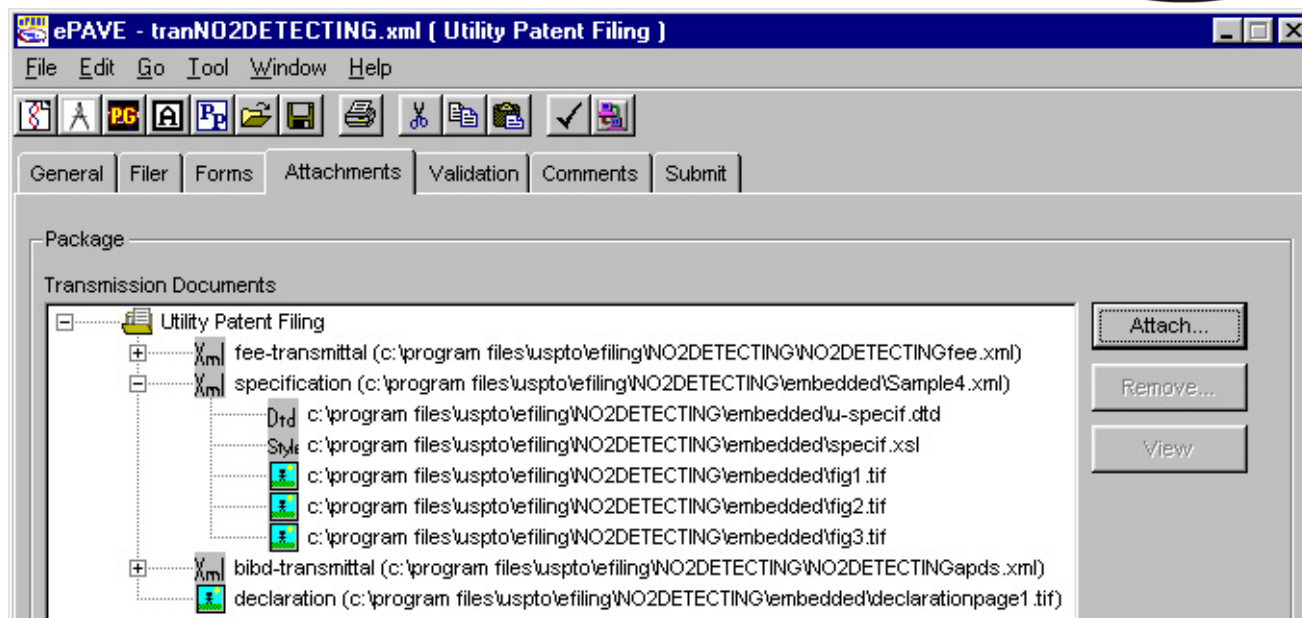 ePAVE - tranNO2DETECTING.xml ( Utility Patent Filing )
File Edit Go Tool Window Help
General Filer Forms Attachments Validation Comments Submit
Package
Transmission Documents
Utility Patent Filing
Xml fee-transmittal (c:\program files\uspto\efiling\NO2DETECTING\NO2DETECTINGfee.xml)
Xml specification (c:\program files\uspto\efiling\NO2DETECTING\embedded\Sample4.xml)
Dtd c:\program files\uspto\efiling\NO2DETECTING\embedded\u-specif.dtd
Style c:\program files\uspto\efiling\NO2DETECTING\embedded\specif.xsl
c:\program files\uspto\efiling\NO2DETECTING\embedded\fig1.tif
c:\program files\uspto\efiling\NO2DETECTING\embedded\fig2.tif
c:\program files\uspto\efiling\NO2DETECTING\embedded\fig3.tif
Xml bibd-transmittal (c:\program files\uspto\efiling\NO2DETECTING\NO2DETECTINGapds.xml)
declaration (c:\program files\uspto\efiling\NO2DETECTING\embedded\declarationpage1.tif)
Attach...
Remove...
View